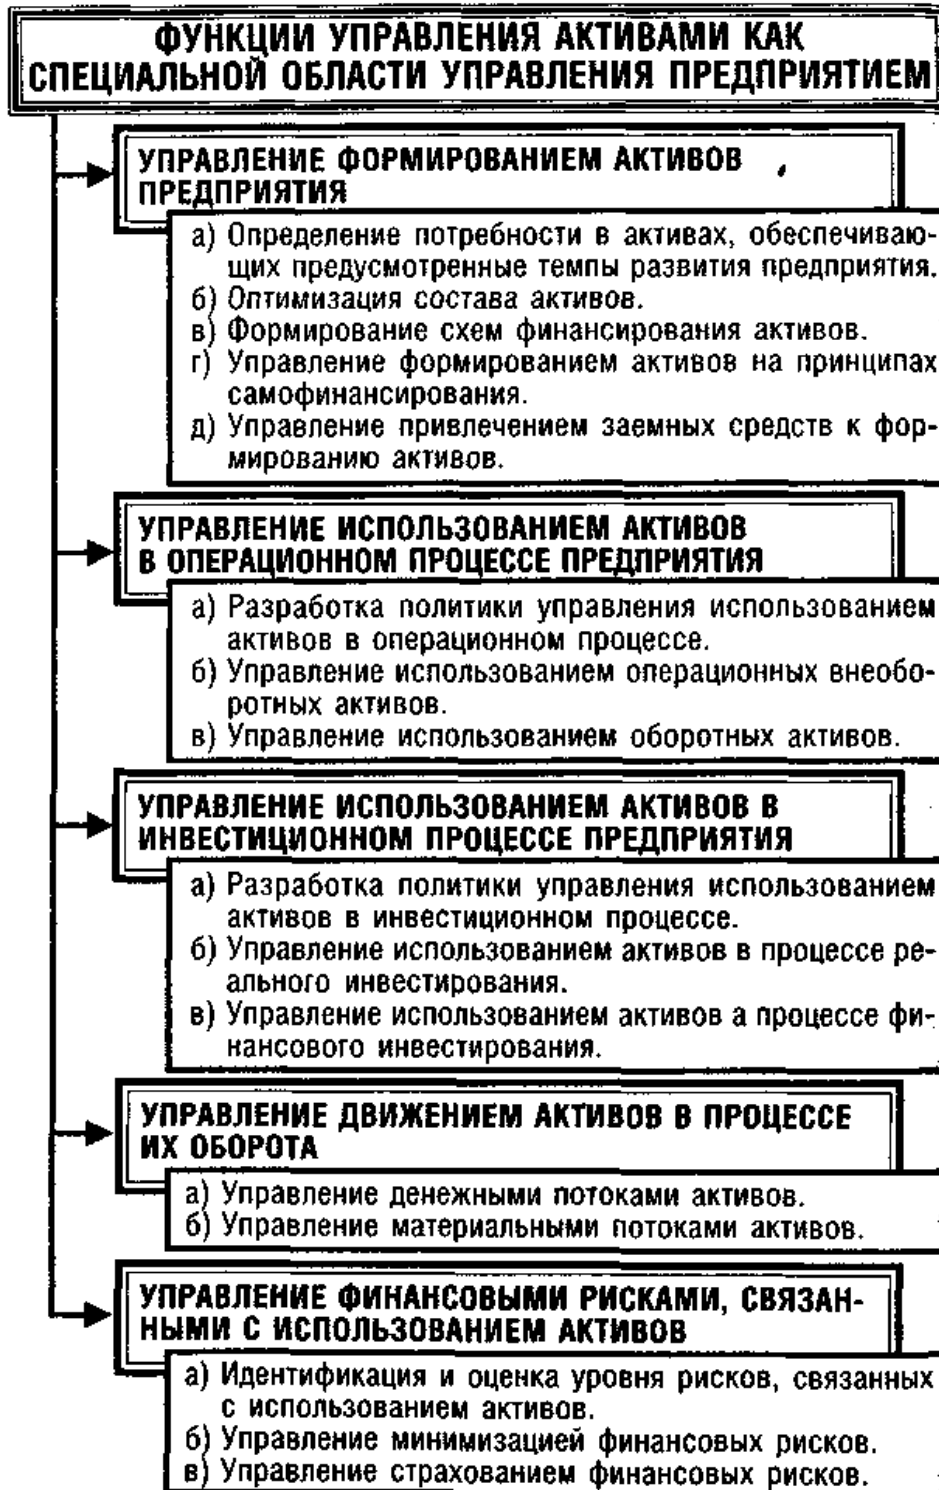 ФУНКЦИИ УПРАВЛЕНИЯ АКТИВАМИ КАК
СПЕЦИАЛЬНОЙ ОБЛАСТИ УПРАВЛЕНИЯ ПРЕДПРИЯТИЕМ
УПРАВЛЕНИЕ ФОРМИРОВАНИЕМ АКТИВОВ
ПРЕДПРИЯТИЯ
а) Определение потребности в активах, обеспечиваю-
щих предусмотренные темпы развития предприятия.
б) Оптимизация состава активов.
в) Формирование схем финансирования активов.
г) Управление формированием активов на принципах
самофинансирования.
д) Управление привлечением заемных средств к фор-
мированию активов.
УПРАВЛЕНИЕ ИСПОЛЬЗОВАНИЕМ АКТИВОВ
В ОПЕРАЦИОННОМ ПРОЦЕССЕ ПРЕДПРИЯТИЯ
а) Разработка политики управления использованием
активов в операционном процессе.
б) Управление использованием операционных внеобо-
ротных активов.
в) Управление использованием оборотных активов.
УПРАВЛЕНИЕ ИСПОЛЬЗОВАНИЕМ АКТИВОВ В
ИНВЕСТИЦИОННОМ ПРОЦЕССЕ ПРЕДПРИЯТИЯ
а) Разработка политики управления использованием
активов в инвестиционном процессе.
б) Управление использованием активов в процессе ре-
ального инвестирования.
в) Управление использованием активов а процессе фи-
нансового инвестирования.
УПРАВЛЕНИЕ ДВИЖЕНИЕМ АКТИВОВ В ПРОЦЕССЕ
ИХ ОБОРОТА
а) Управление денежными потоками активов.
б) Управление материальными потоками активов.
УПРАВЛЕНИЕ ФИНАНСОВЫМИ РИСКАМИ, СВЯЗАН-
НЫМИ С ИСПОЛЬЗОВАНИЕМ АКТИВОВ
а) Идентификация и оценка уровня рисков, связанных
с использованием активов.
б) Управление минимизацией финансовых рисков.
в) Управление страхованием финансовых рисков.